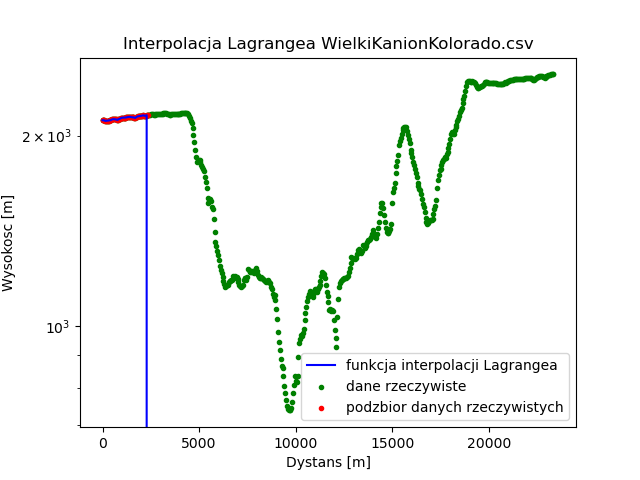 Interpolacja Lagrangea WielkiKanionKolorado.csv
2 × 10³
10³
Wysokosc [m]
funkcja interpolacji Lagrangea
dane rzeczywiste
podzbior danych rzeczywistych
0 5000 10000 15000 20000
Dystans [m]